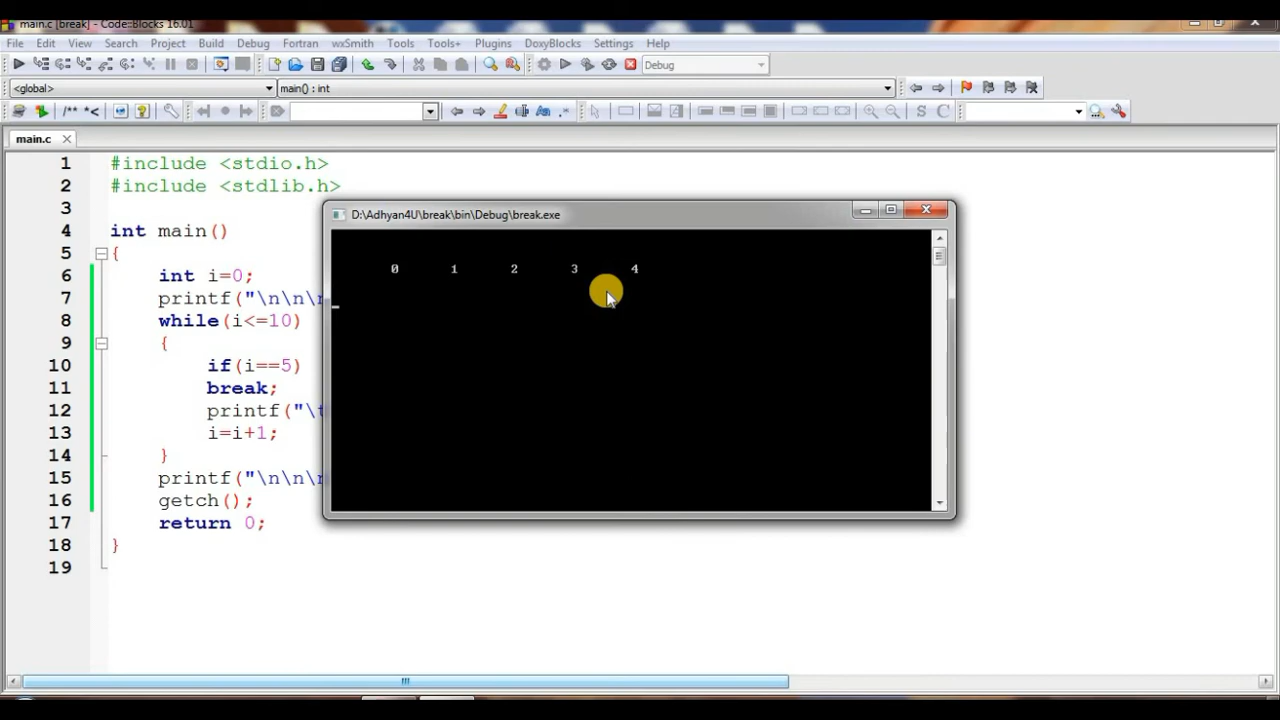 main.c [break] - Code::Blocks 16.01
File Edit View Search Project Build Debug Fortran wxSmith Tools Tools+ Plugins DoxyBlocks Settings Help
Debug
<global> main() : int
/** *<
S C
main.c
1 #include <stdio.h>
2 #include <stdlib.h>
3
4 int main()
5 {
6 int i=0;
7 printf("\n\n\n
8 while(i<=10)
9 {
10 if(i==5)
11 break;
12 printf("\t
13 i=i+1;
14 }
15 printf("\n\n\n
16 getch();
17 return 0;
18 }
19
D:\Adhyan4U\break\bin\Debug\break.exe
0 1 2 3 4